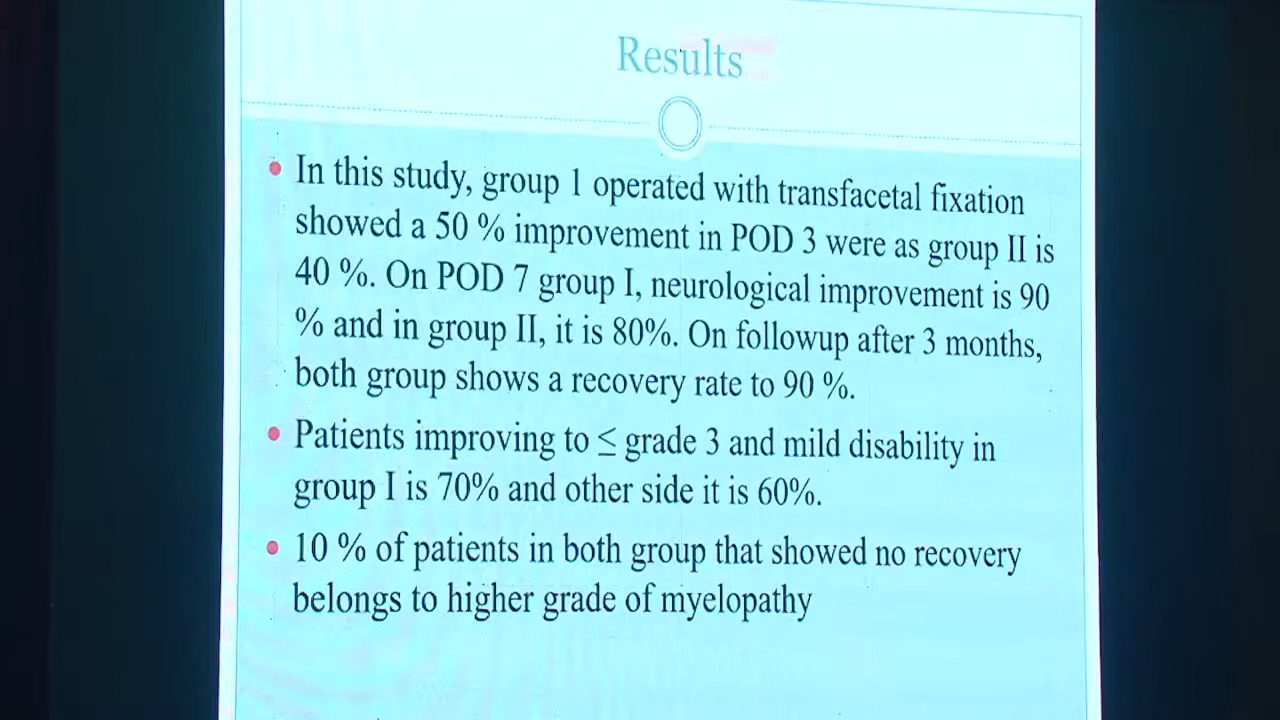 Results
In this study, group 1 operated with transfacetal fixation
showed a 50 % improvement in POD 3 were as group II is
40 %. On POD 7 group I, neurological improvement is 90
% and in group II, it is 80%. On followup after 3 months,
both group shows a recovery rate to 90 %.
Patients improving to ≤ grade 3 and mild disability in
group I is 70% and other side it is 60%.
10 % of patients in both group that showed no recovery
belongs to higher grade of myelopathy